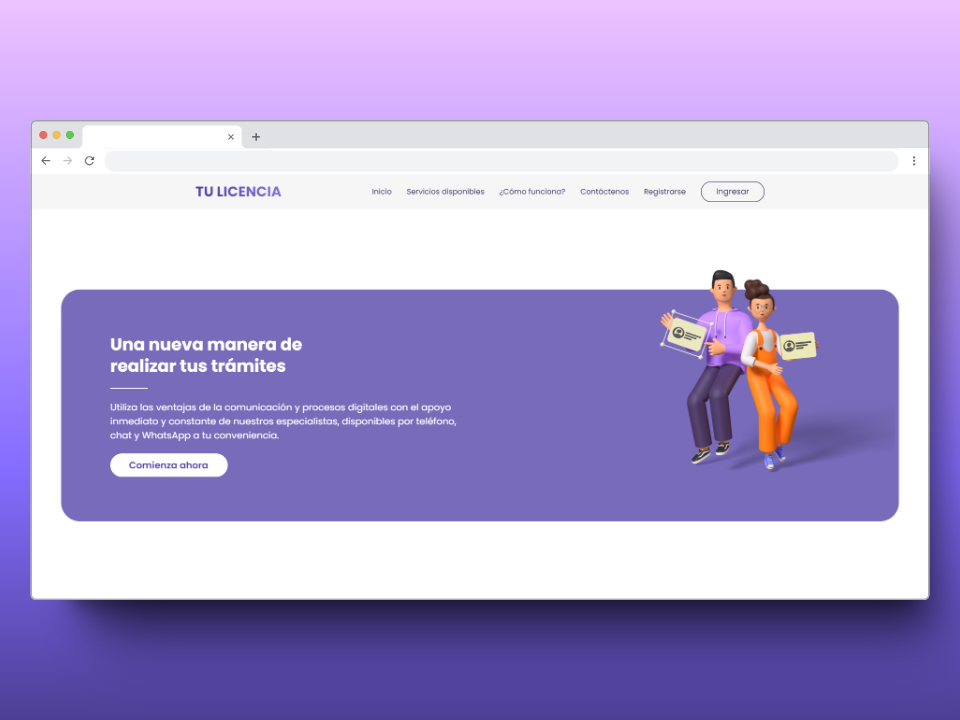 TU LICENCIA
Inicio
Servicios disponibles
¿Cómo funciona?
Contáctenos
Registrarse
Ingresar
Una nueva manera de
realizar tus trámites
Utiliza las ventajas de la comunicación y procesos digitales con el apoyo
inmediato y constante de nuestros especialistas, disponibles por teléfono,
chat y WhatsApp a tu conveniencia.
Comienza ahora